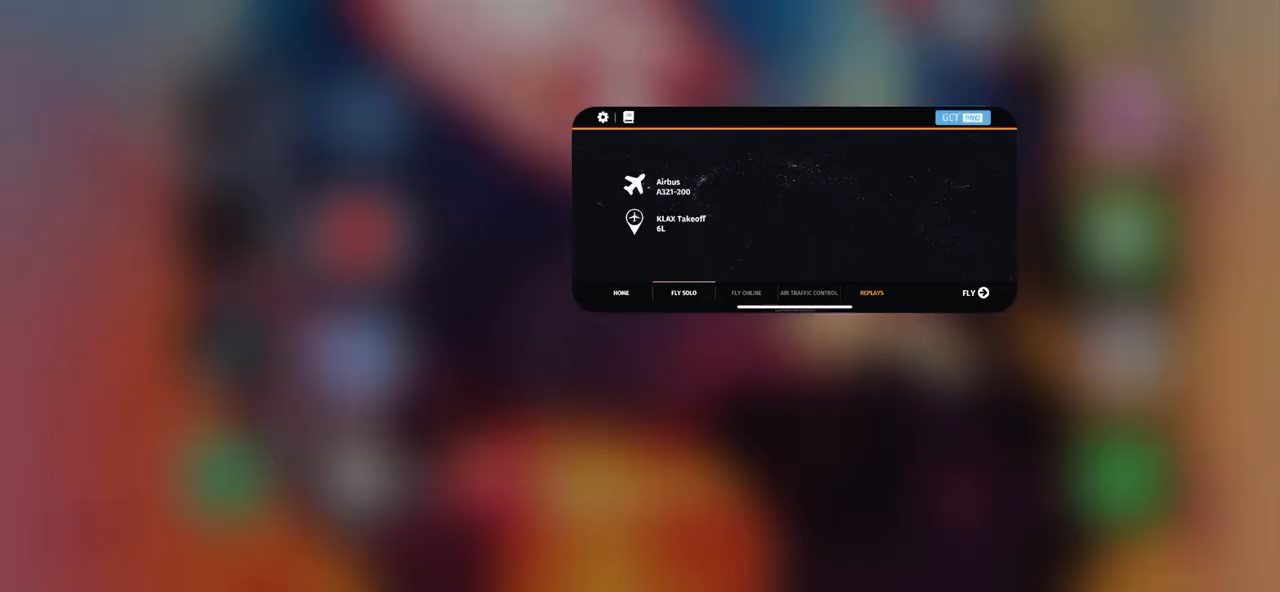 GET PRO
Airbus
A321-200
KLAX Takeoff
6L
HOME
FLY SOLO
FLY ONLINE
AIR TRAFFIC CONTROL
REPLAYS
FLY